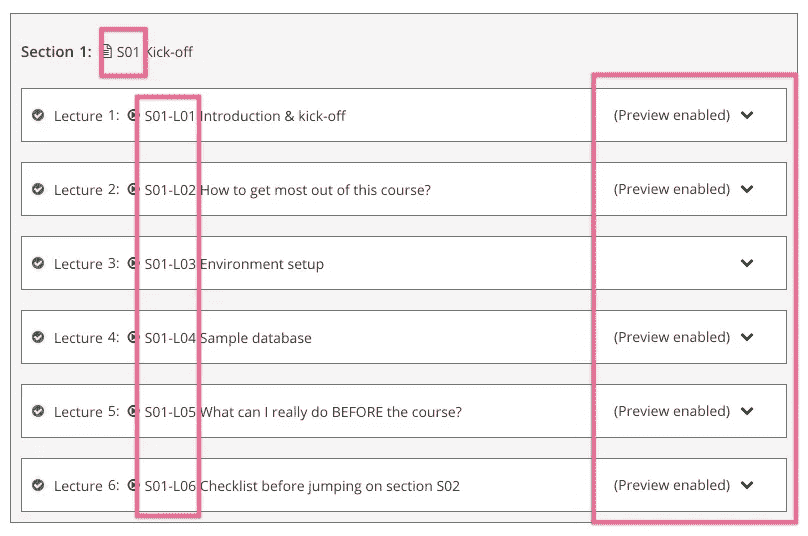 Section 1: S01 Kick-off
Lecture 1: S01-L01 Introduction & kick-off (Preview enabled)
Lecture 2: S01-L02 How to get most out of this course? (Preview enabled)
Lecture 3: S01-L03 Environment setup
Lecture 4: S01-L04 Sample database (Preview enabled)
Lecture 5: S01-L05 What can I really do BEFORE the course? (Preview enabled)
Lecture 6: S01-L06 Checklist before jumping on section S02 (Preview enabled)